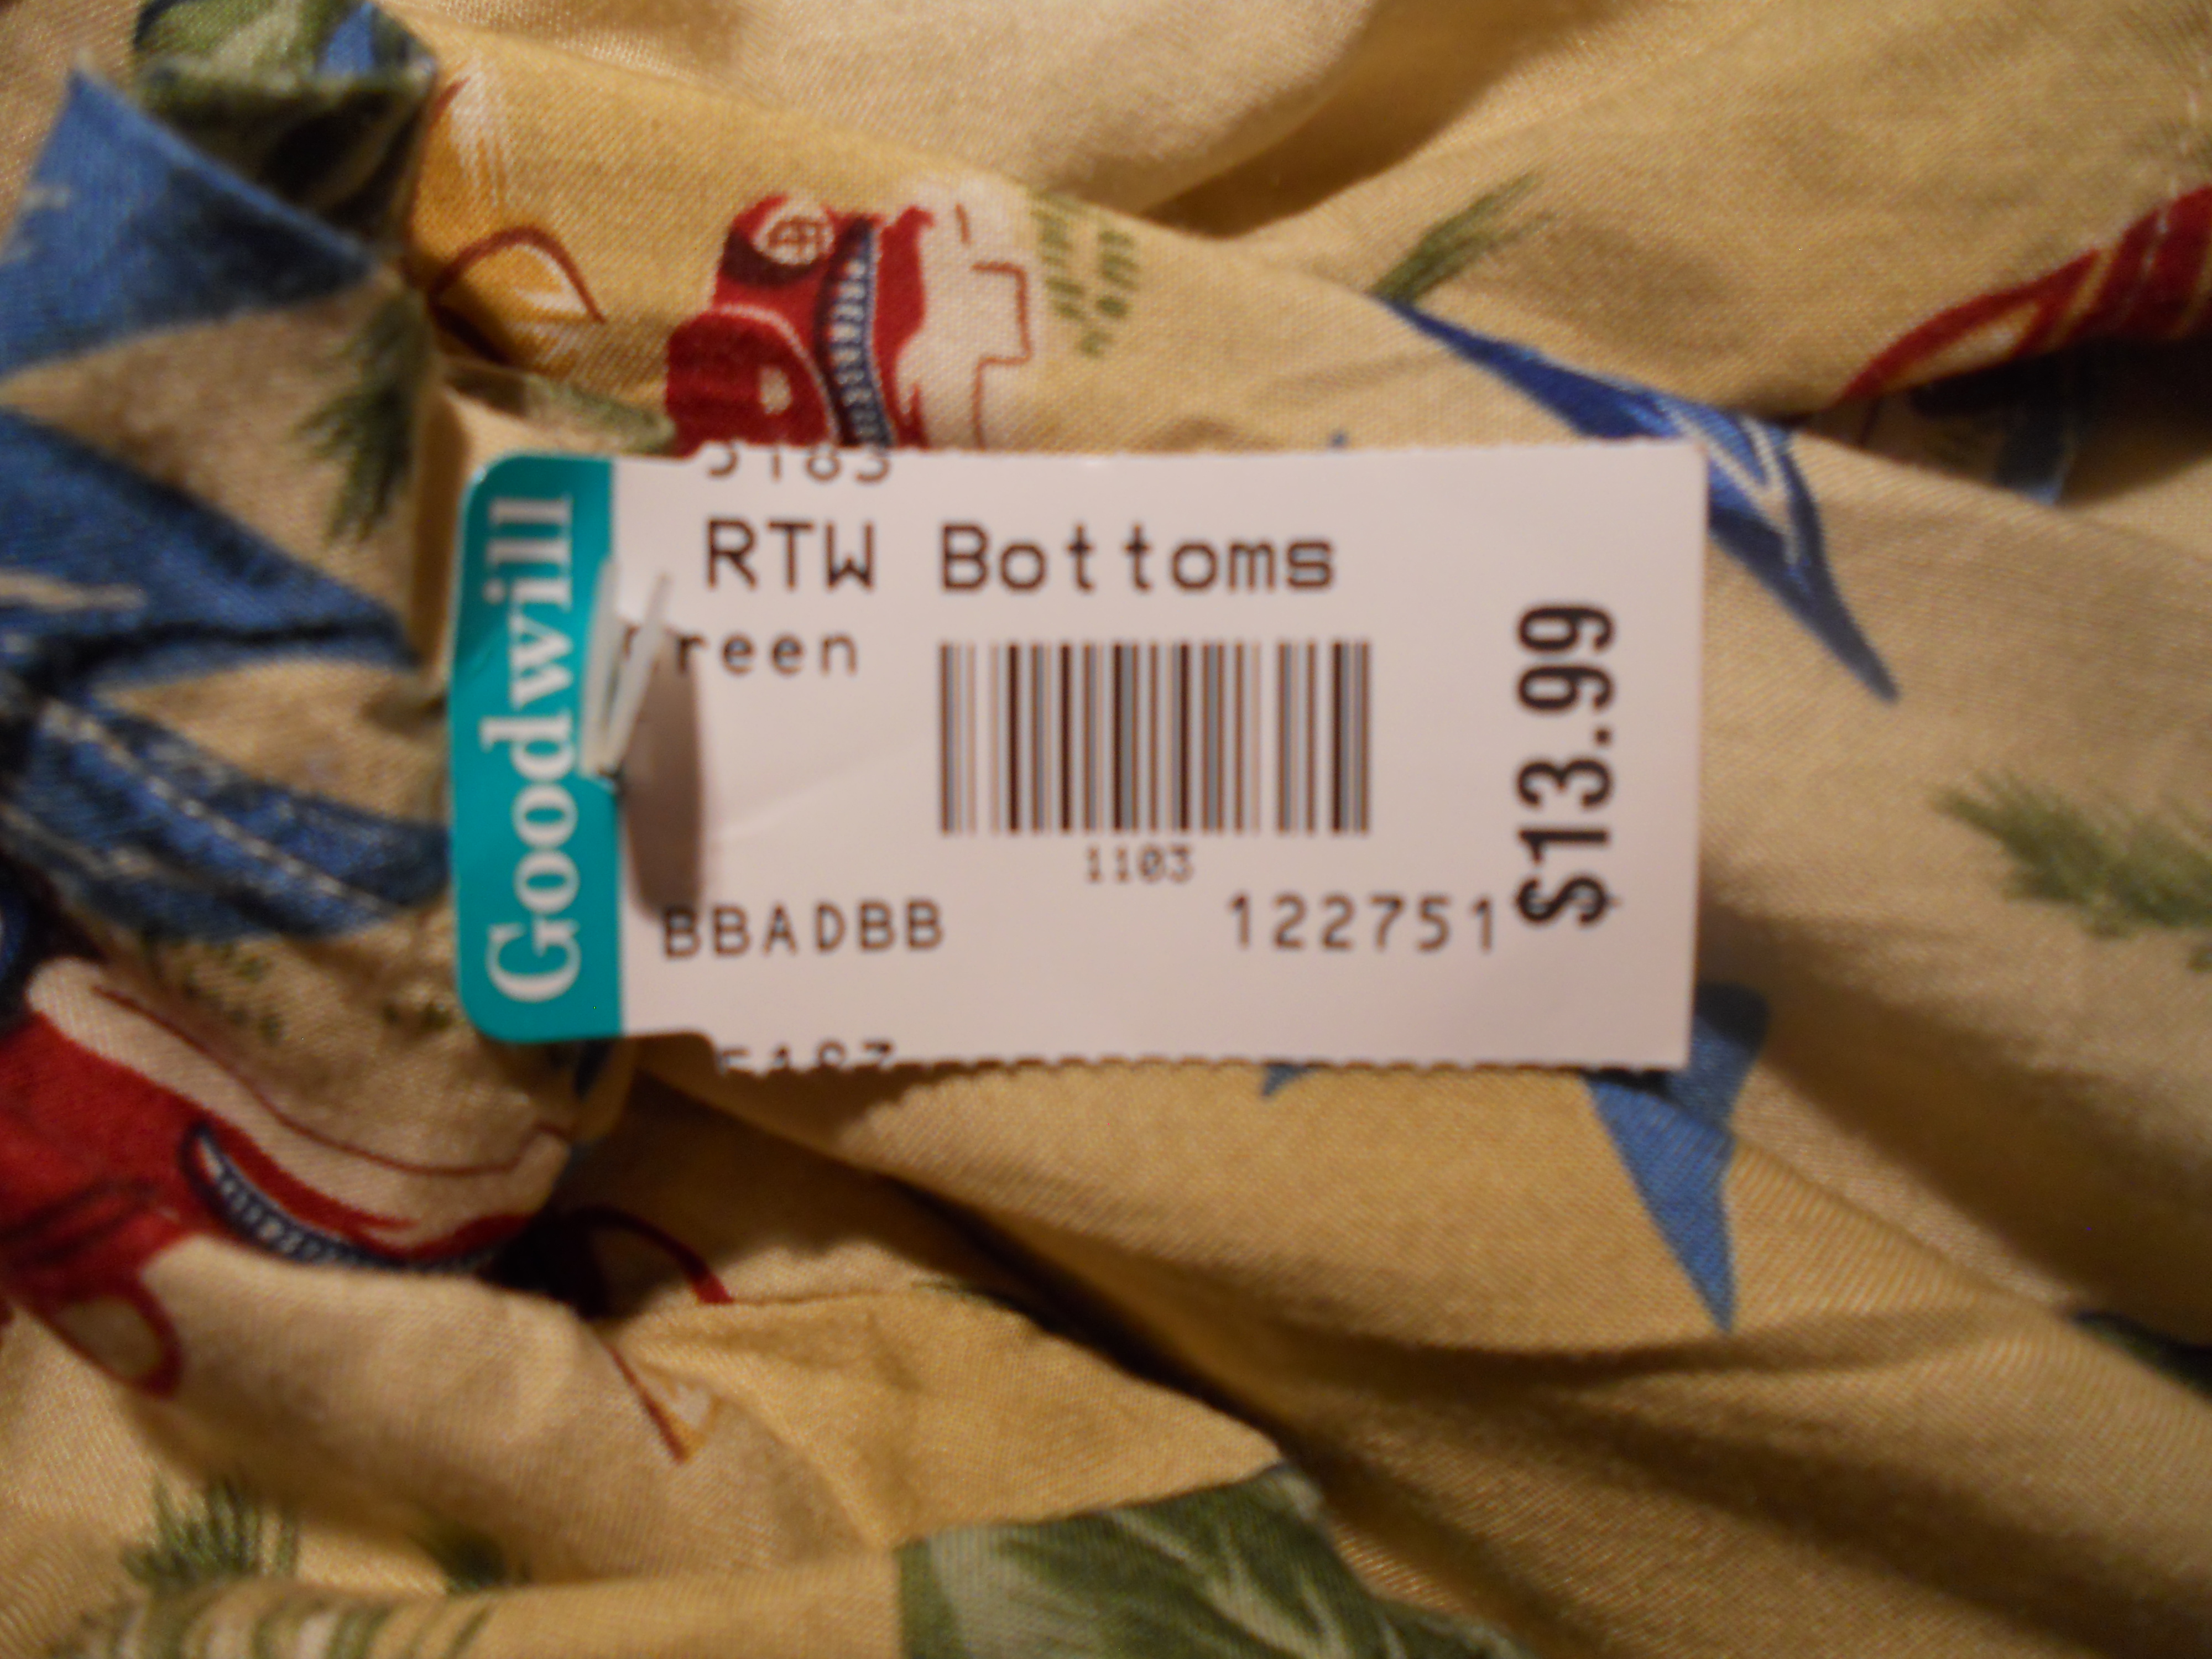 Goodwill
RTW Bottoms
reen
1103
BBADBB
122751
$13.99